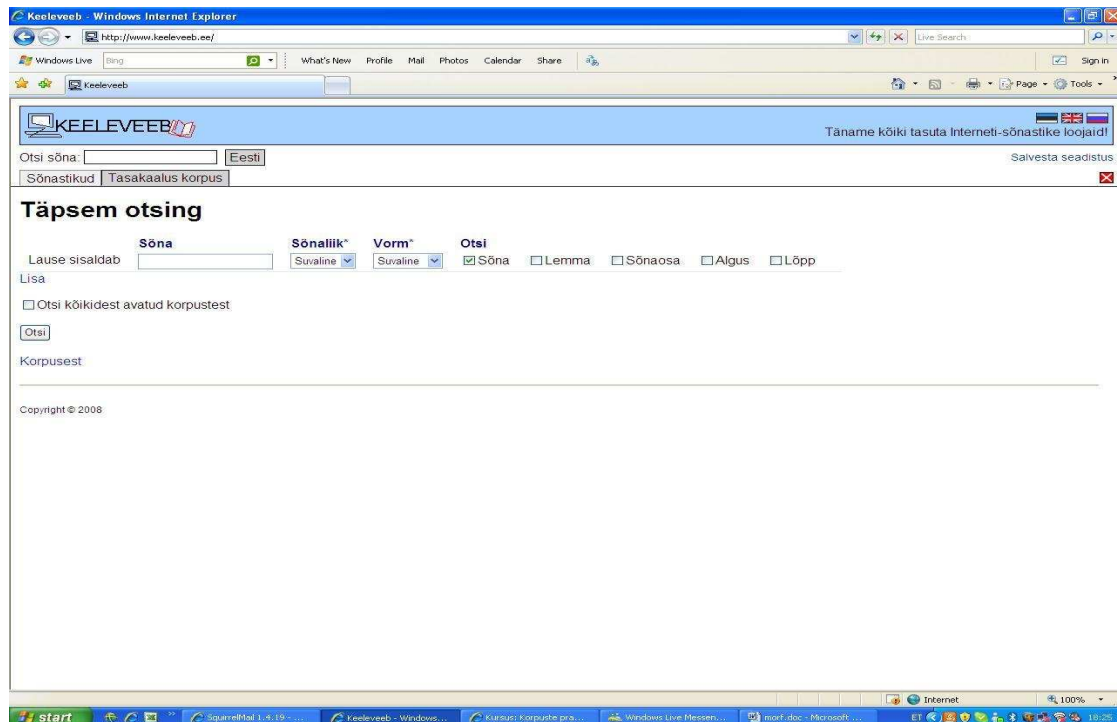 Keeleveeb - Windows Internet Explorer
http://www.keeleveeb.ee/ Live Search
Windows Live Bing What's New Profile Mail Photos Calendar Share Sign in
Keeleveeb Page Tools
KEELEVEEB
Täname kõiki tasuta Interneti-sõnastike loojaid!
Otsi sõna: Eesti Salvesta seadistus
Sõnastikud Tasakaalus korpus
Täpsem otsing
Sõna Sõnaliik* Vorm* Otsi
Lause sisaldab Suvaline Suvaline Sõna Lemma Sõnaosa Algus Lõpp
Lisa
Otsi kõikidest avatud korpustest
Otsi
Korpusest
Copyright © 2008
Internet 100%
start SquirrelMail 1.4.19 - ... Keeleveeb - Windows... Kursus: Korpuste pra... Windows Live Messen... morf.doc - Microsoft ... ET